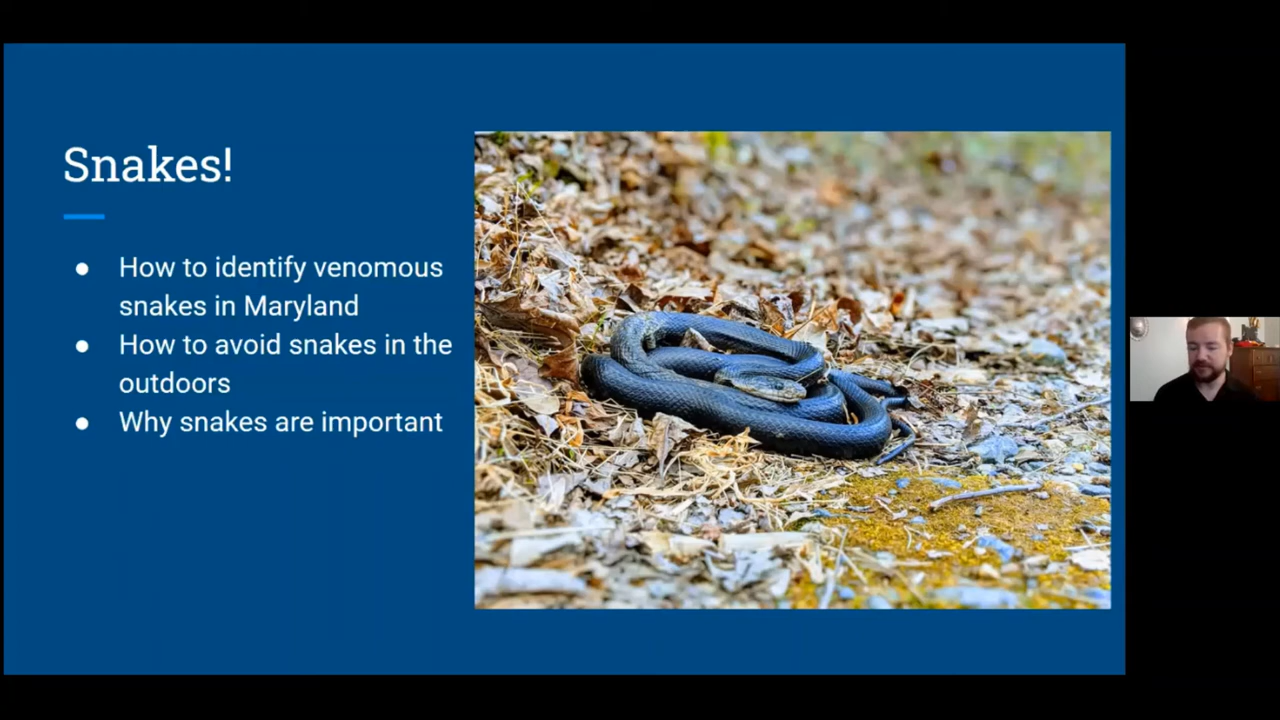 Snakes!
● How to identify venomous
snakes in Maryland
● How to avoid snakes in the
outdoors
● Why snakes are important